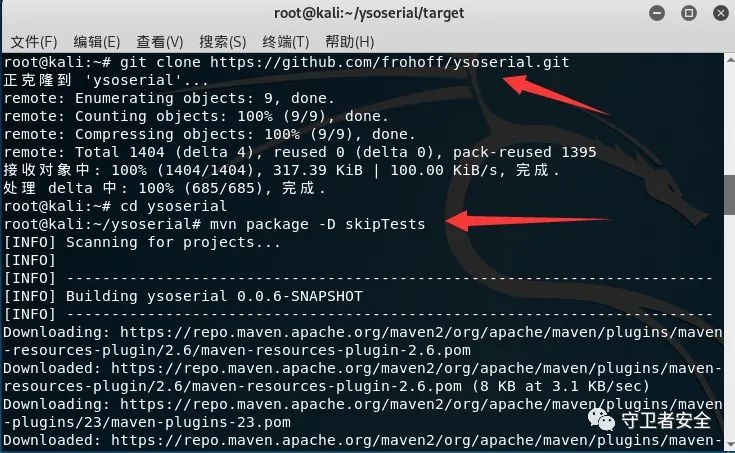 root@kali:~/ysoserial/target
文件(F) 编辑(E) 查看(V) 搜索(S) 终端(T) 帮助(H)
root@kali:~# git clone https://github.com/frohoff/ysoserial.git
正克隆到 'ysoserial'...
remote: Enumerating objects: 9, done.
remote: Counting objects: 100% (9/9), done.
remote: Compressing objects: 100% (9/9), done.
remote: Total 1404 (delta 4), reused 0 (delta 0), pack-reused 1395
接收对象中: 100% (1404/1404), 317.39 KiB | 100.00 KiB/s, 完成.
处理 delta 中: 100% (685/685), 完成.
root@kali:~# cd ysoserial
root@kali:~/ysoserial# mvn package -D skipTests
[INFO] Scanning for projects...
[INFO]
[INFO] ------------------------------------------------------------------------
[INFO] Building ysoserial 0.0.6-SNAPSHOT
[INFO] ------------------------------------------------------------------------
Downloading: https://repo.maven.apache.org/maven2/org/apache/maven/plugins/maven
-resources-plugin/2.6/maven-resources-plugin-2.6.pom
Downloaded: https://repo.maven.apache.org/maven2/org/apache/maven/plugins/maven-
resources-plugin/2.6/maven-resources-plugin-2.6.pom (8 KB at 3.1 KB/sec)
Downloading: https://repo.maven.apache.org/maven2/org/apache/maven/plugins/maven
-plugins/23/maven-plugins-23.pom
Downloaded: https://repo.maven.apache.org/maven2/org/apache/maven/plugins/maven-
守卫者安全